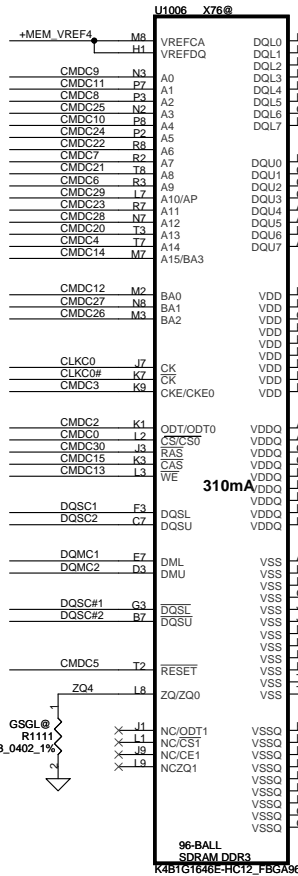 U1006 X76@
+MEM_VREF4 M8 VREFCA DQL0
H1 VREFDQ DQL1
DQL2
CMDC9 N3 A0 DQL3
CMDC11 P7 A1 DQL4
CMDC8 P3 A2 DQL5
CMDC25 N2 A3 DQL6
CMDC10 P8 A4 DQL7
CMDC24 P2 A5
CMDC22 R8 A6
CMDC7 R2 A7 DQU0
CMDC21 T8 A8 DQU1
CMDC6 R3 A9 DQU2
CMDC29 L7 A10/AP DQU3
CMDC23 R7 A11 DQU4
CMDC28 N7 A12 DQU5
CMDC20 T3 A13 DQU6
CMDC4 T7 A14 DQU7
CMDC14 M7 A15/BA3
CMDC12 M2 BA0 VDD
CMDC27 N8 BA1 VDD
CMDC26 M3 BA2 VDD
VDD
VDD
VDD
CLKC0 J7 CK VDD
CLKC0# K7 CK VDD
CMDC3 K9 CKE/CKE0 VDD
CMDC2 K1 ODT/ODT0 VDDQ
CMDC0 L2 CS/CS0 VDDQ
CMDC30 J3 RAS VDDQ
CMDC15 K3 CAS VDDQ
CMDC13 L3 WE VDDQ
310mA VDDQ
VDDQ
DQSC1 F3 DQSL VDDQ
DQSC2 C7 DQSU VDDQ
DQMC1 E7 DML VSS
DQMC2 D3 DMU VSS
VSS
VSS
DQSC#1 G3 DQSL VSS
DQSC#2 B7 DQSU VSS
VSS
VSS
VSS
CMDC5 T2 RESET VSS
VSS
ZQ4 L8 ZQ/ZQ0 VSS
1
GSGL@
R1111
_0402_1%
2
J1 NC/ODT1 VSSQ
L1 NC/CS1 VSSQ
J9 NC/CE1 VSSQ
L9 NCZQ1 VSSQ
VSSQ
VSSQ
VSSQ
VSSQ
VSSQ
96-BALL
SDRAM DDR3
K4B1G1646E-HC12_FBGA96